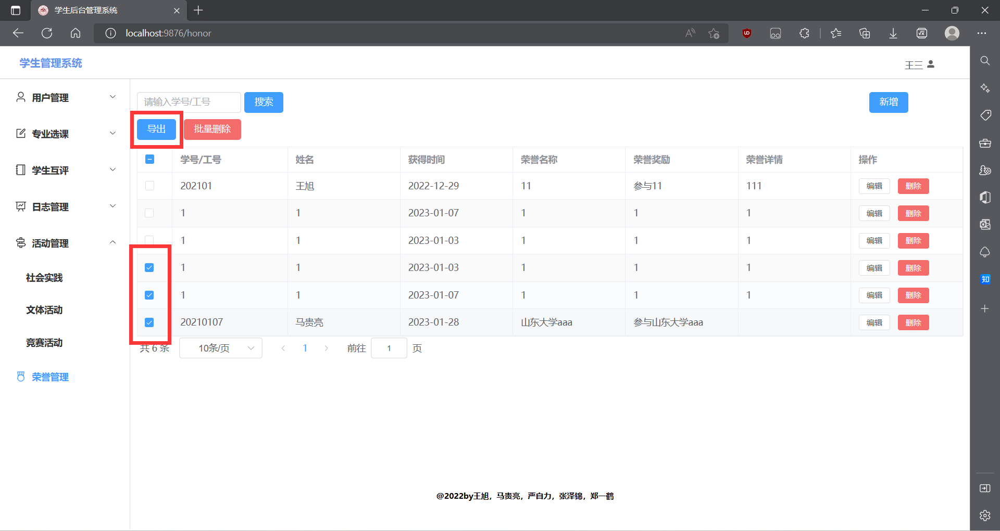 学生后台管理系统
localhost:9876/honor
学生管理系统
王三
用户管理
专业选课
学生互评
日志管理
活动管理
社会实践
文体活动
竞赛活动
荣誉管理
请输入学号/工号 搜索 新增
导出 批量删除
学号/工号 姓名 获得时间 荣誉名称 荣誉奖励 荣誉详情 操作
202101 王旭 2022-12-29 11 参与11 111 编辑 删除
1 1 2023-01-07 1 1 1 编辑 删除
1 1 2023-01-03 1 1 1 编辑 删除
1 1 2023-01-03 1 1 1 编辑 删除
1 1 2023-01-07 1 1 1 编辑 删除
20210107 马贵亮 2023-01-28 山东大学aaa 参与山东大学aaa 编辑 删除
共 6 条 10条/页 1 前往 1 页
知
@2022by王旭，马贵亮，严自力，张泽锦，郑一鹤